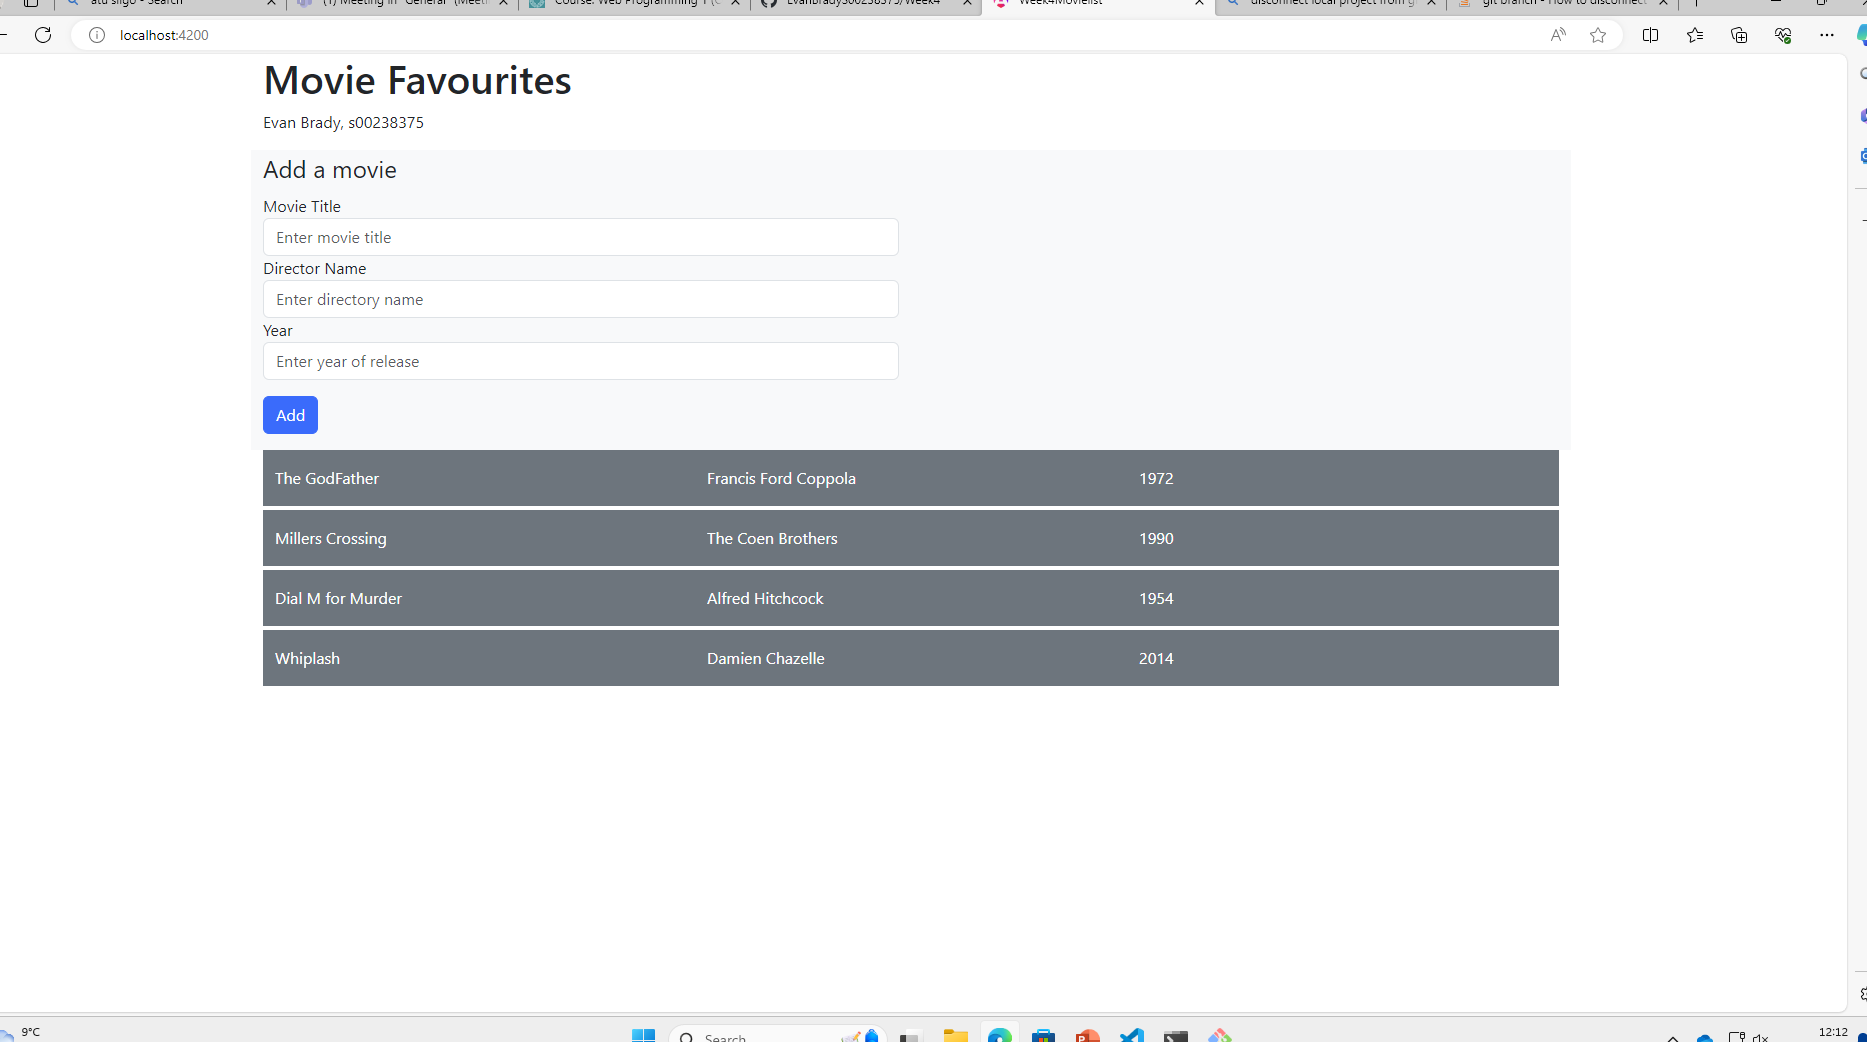 atu sligo - Search
(1) Meeting in "General" (Meeti
Course: Web Programming 1 (C
Week4Movielist
disconnect local project from g
git branch - How to disconnect
localhost:4200
Movie Favourites
Evan Brady, s00238375
Add a movie
Movie Title
Enter movie title
Director Name
Enter directory name
Year
Enter year of release
Add
The GodFather Francis Ford Coppola 1972
Millers Crossing The Coen Brothers 1990
Dial M for Murder Alfred Hitchcock 1954
Whiplash Damien Chazelle 2014
9°C
Search
12:12